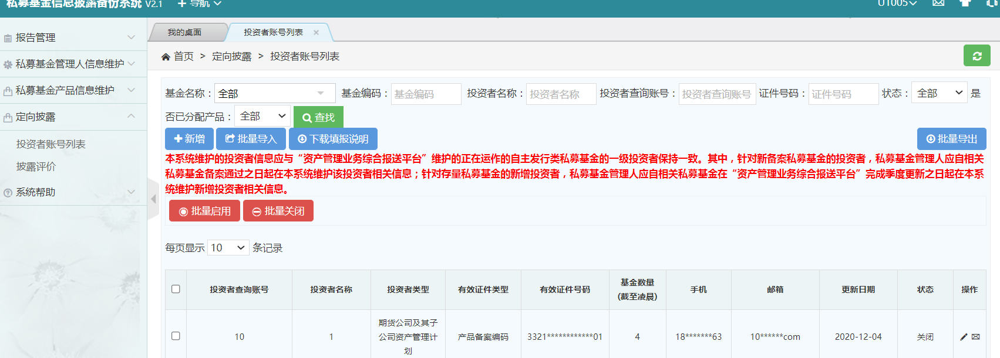 私募基金信息披露备份系统 V2.1 导航
UT005
报告管理
私募基金管理人信息维护
私募基金产品信息维护
定向披露
投资者账号列表
披露评价
系统帮助
我的桌面
投资者账号列表 ×
首页 > 定向披露 > 投资者账号列表
基金名称： 全部 基金编码： 基金编码 投资者名称： 投资者名称 投资者查询账号： 投资者查询账号 证件号码： 证件号码 状态： 全部 是
否已分配产品： 全部 查找
新增 批量导入 下载填报说明 批量导出
本系统维护的投资者信息应与“资产管理业务综合报送平台”维护的正在运作的自主发行类私募基金的一级投资者保持一致。其中，针对新备案私募基金的投资者，私募基金管理人应自相关
私募基金备案通过之日起在本系统维护该投资者相关信息；针对存量私募基金的新增投资者，私募基金管理人应自相关私募基金在“资产管理业务综合报送平台”完成季度更新之日起在本系
统维护新增投资者相关信息。
批量启用 批量关闭
每页显示 10 条记录
投资者查询账号 投资者名称 投资者类型 有效证件类型 有效证件号码 基金数量 手机 邮箱 更新日期 状态 操作
(截至凌晨)
期货公司及其子
10 1 公司资产管理计 产品备案编码 3321************01 4 18*******63 10******com 2020-12-04 关闭
划